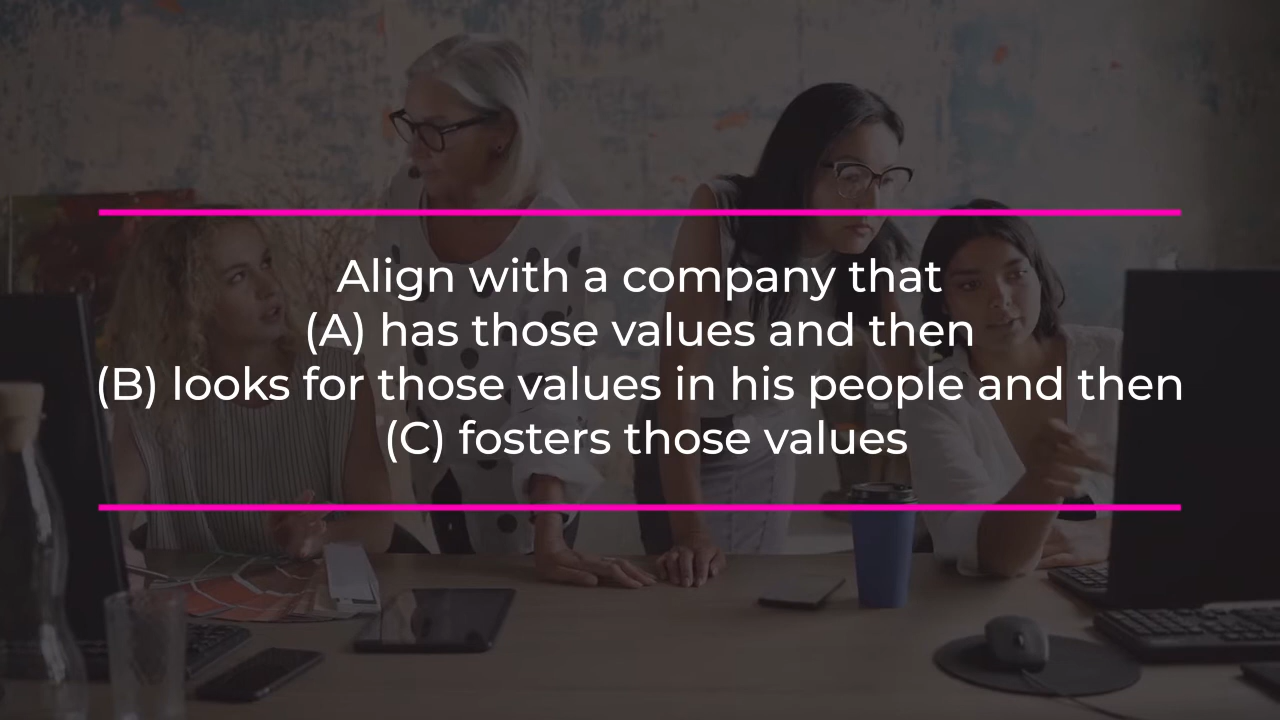 Align with a company that
(A) has those values and then
(B) looks for those values in his people and then
(C) fosters those values